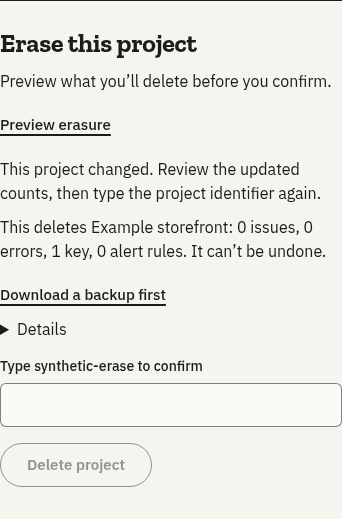 Erase this project
Preview what you’ll delete before you confirm.
Preview erasure
This project changed. Review the updated
counts, then type the project identifier again.
This deletes Example storefront: 0 issues, 0
errors, 1 key, 0 alert rules. It can’t be undone.
Download a backup first
Details
Type synthetic-erase to confirm
Delete project